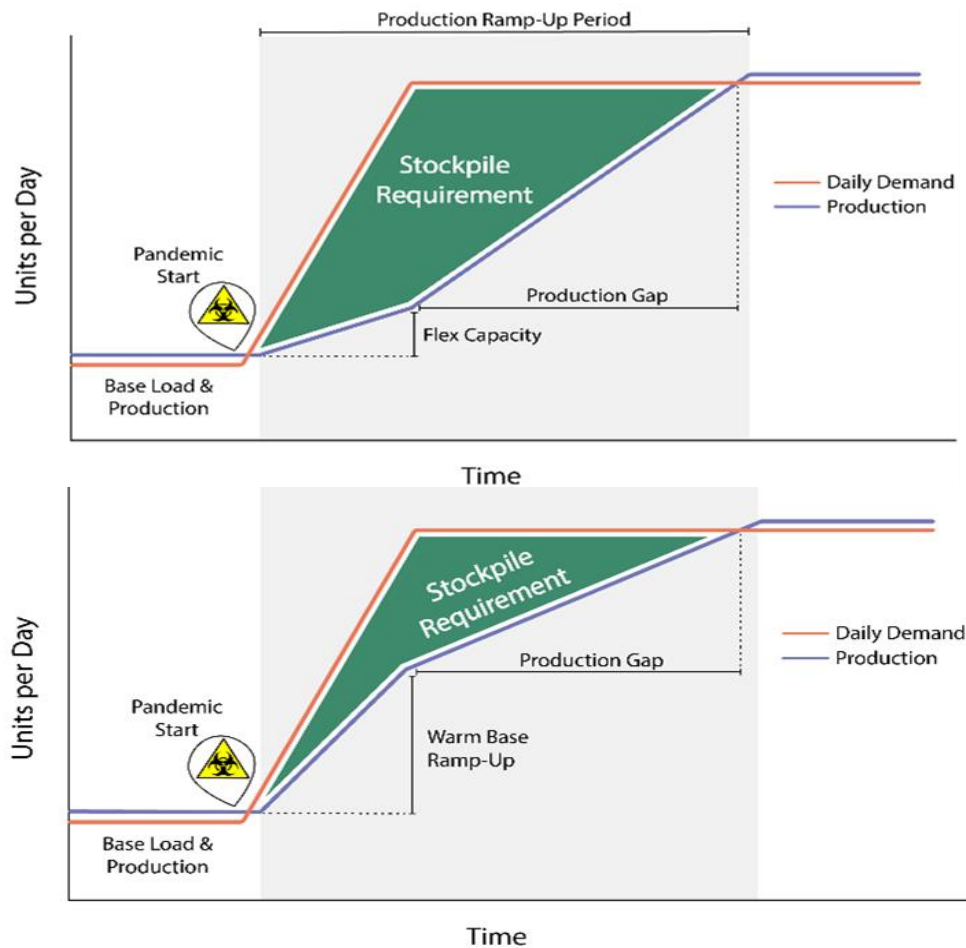 Production Ramp-Up Period
Units per Day
Stockpile
Requirement
Daily Demand
Production
Pandemic
Start
Production Gap
Flex Capacity
Base Load &
Production
Time
Units per Day
Stockpile
Requirement
Daily Demand
Production
Production Gap
Pandemic
Start
Warm Base
Ramp-Up
Base Load &
Production
Time